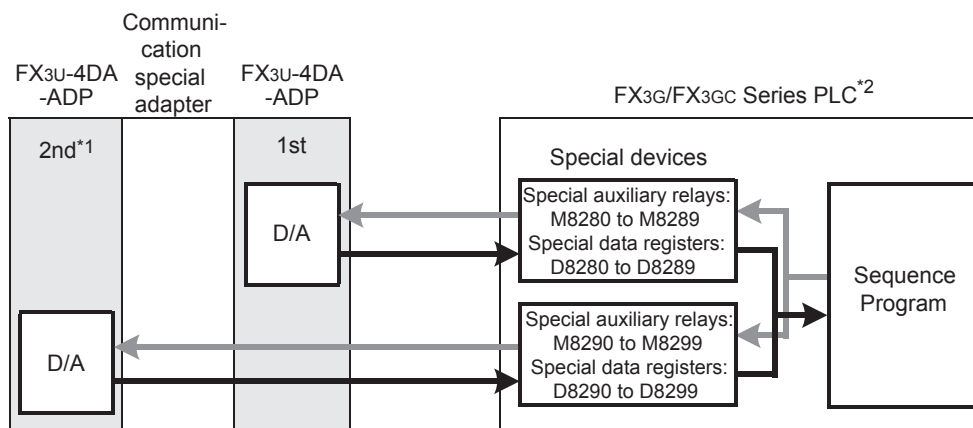 Communi-
cation
special
adapter
FX3U-4DA
-ADP
FX3U-4DA
-ADP
FX3G/FX3GC Series PLC*2
2nd*1
1st
Special devices
Special auxiliary relays:
M8280 to M8289
Special data registers:
D8280 to D8289
D/A
Sequence
Program
Special auxiliary relays:
M8290 to M8299
Special data registers:
D8290 to D8299
D/A